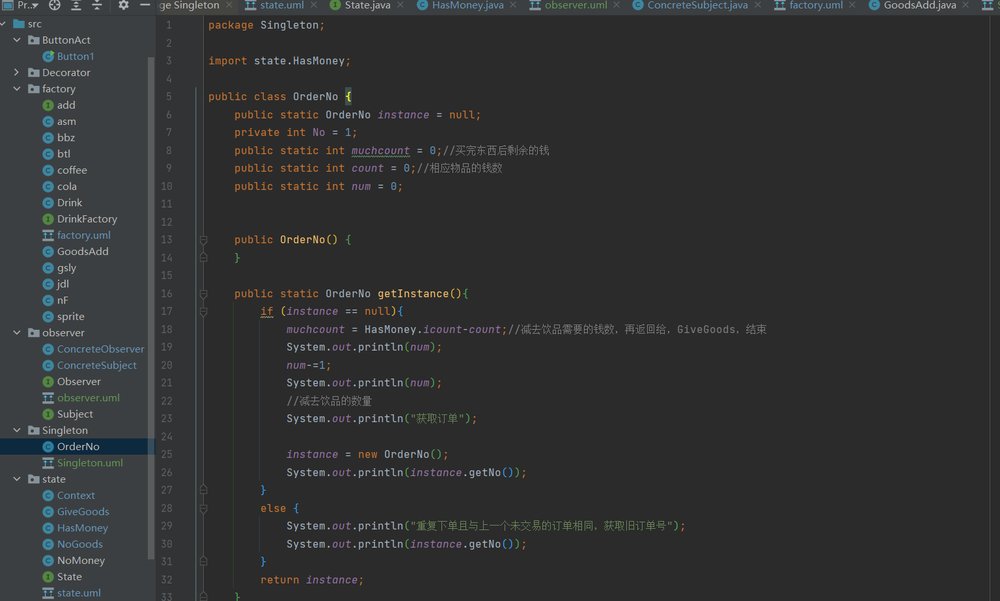 Pr..
ge Singleton
state.uml
State.java
HasMoney.java
observer.uml
ConcreteSubject.java
factory.uml
GoodsAdd.java
src
ButtonAct
Button1
Decorator
factory
add
asm
bbz
btl
coffee
cola
Drink
DrinkFactory
factory.uml
GoodsAdd
gsly
jdl
nF
sprite
observer
ConcreteObserver
ConcreteSubject
Observer
observer.uml
Subject
Singleton
OrderNo
Singleton.uml
state
Context
GiveGoods
HasMoney
NoGoods
NoMoney
State
state.uml
1 package Singleton;
2
3 import state.HasMoney;
4
5 public class OrderNo {
6 public static OrderNo instance = null;
7 private int No = 1;
8 public static int muchcount = 0;//买完东西后剩余的钱
9 public static int count = 0;//相应物品的钱数
10 public static int num = 0;
11
12
13 public OrderNo() {
14 }
15
16 public static OrderNo getInstance(){
17 if (instance == null){
18 muchcount = HasMoney.icount-count;//减去饮品需要的钱数，再返回给，GiveGoods，结束
19 System.out.println(num);
20 num-=1;
21 System.out.println(num);
22 //减去饮品的数量
23 System.out.println("获取订单");
24
25 instance = new OrderNo();
26 System.out.println(instance.getNo());
27 }
28 else {
29 System.out.println("重复下单且与上一个未交易的订单相同，获取旧订单号");
30 System.out.println(instance.getNo());
31 }
32 return instance;
33 }